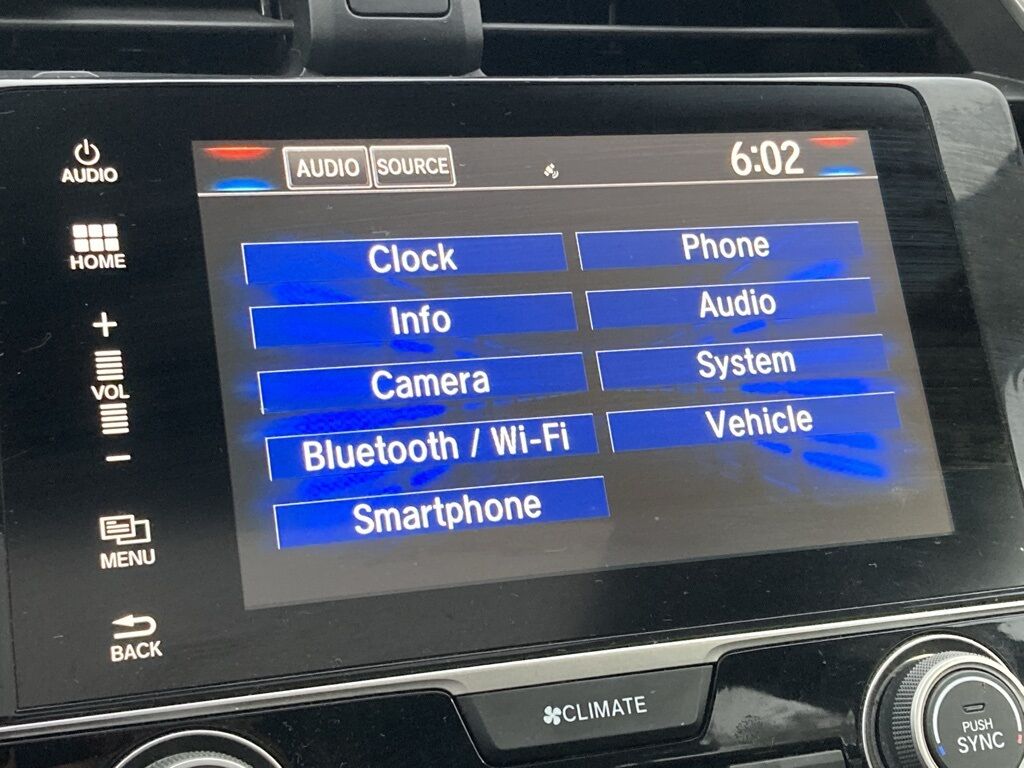 AUDIO
HOME
+
VOL
-
MENU
BACK
AUDIO SOURCE 6:02
Clock Phone
Info Audio
Camera System
Bluetooth / Wi-Fi Vehicle
Smartphone
CLIMATE
PUSH
SYNC